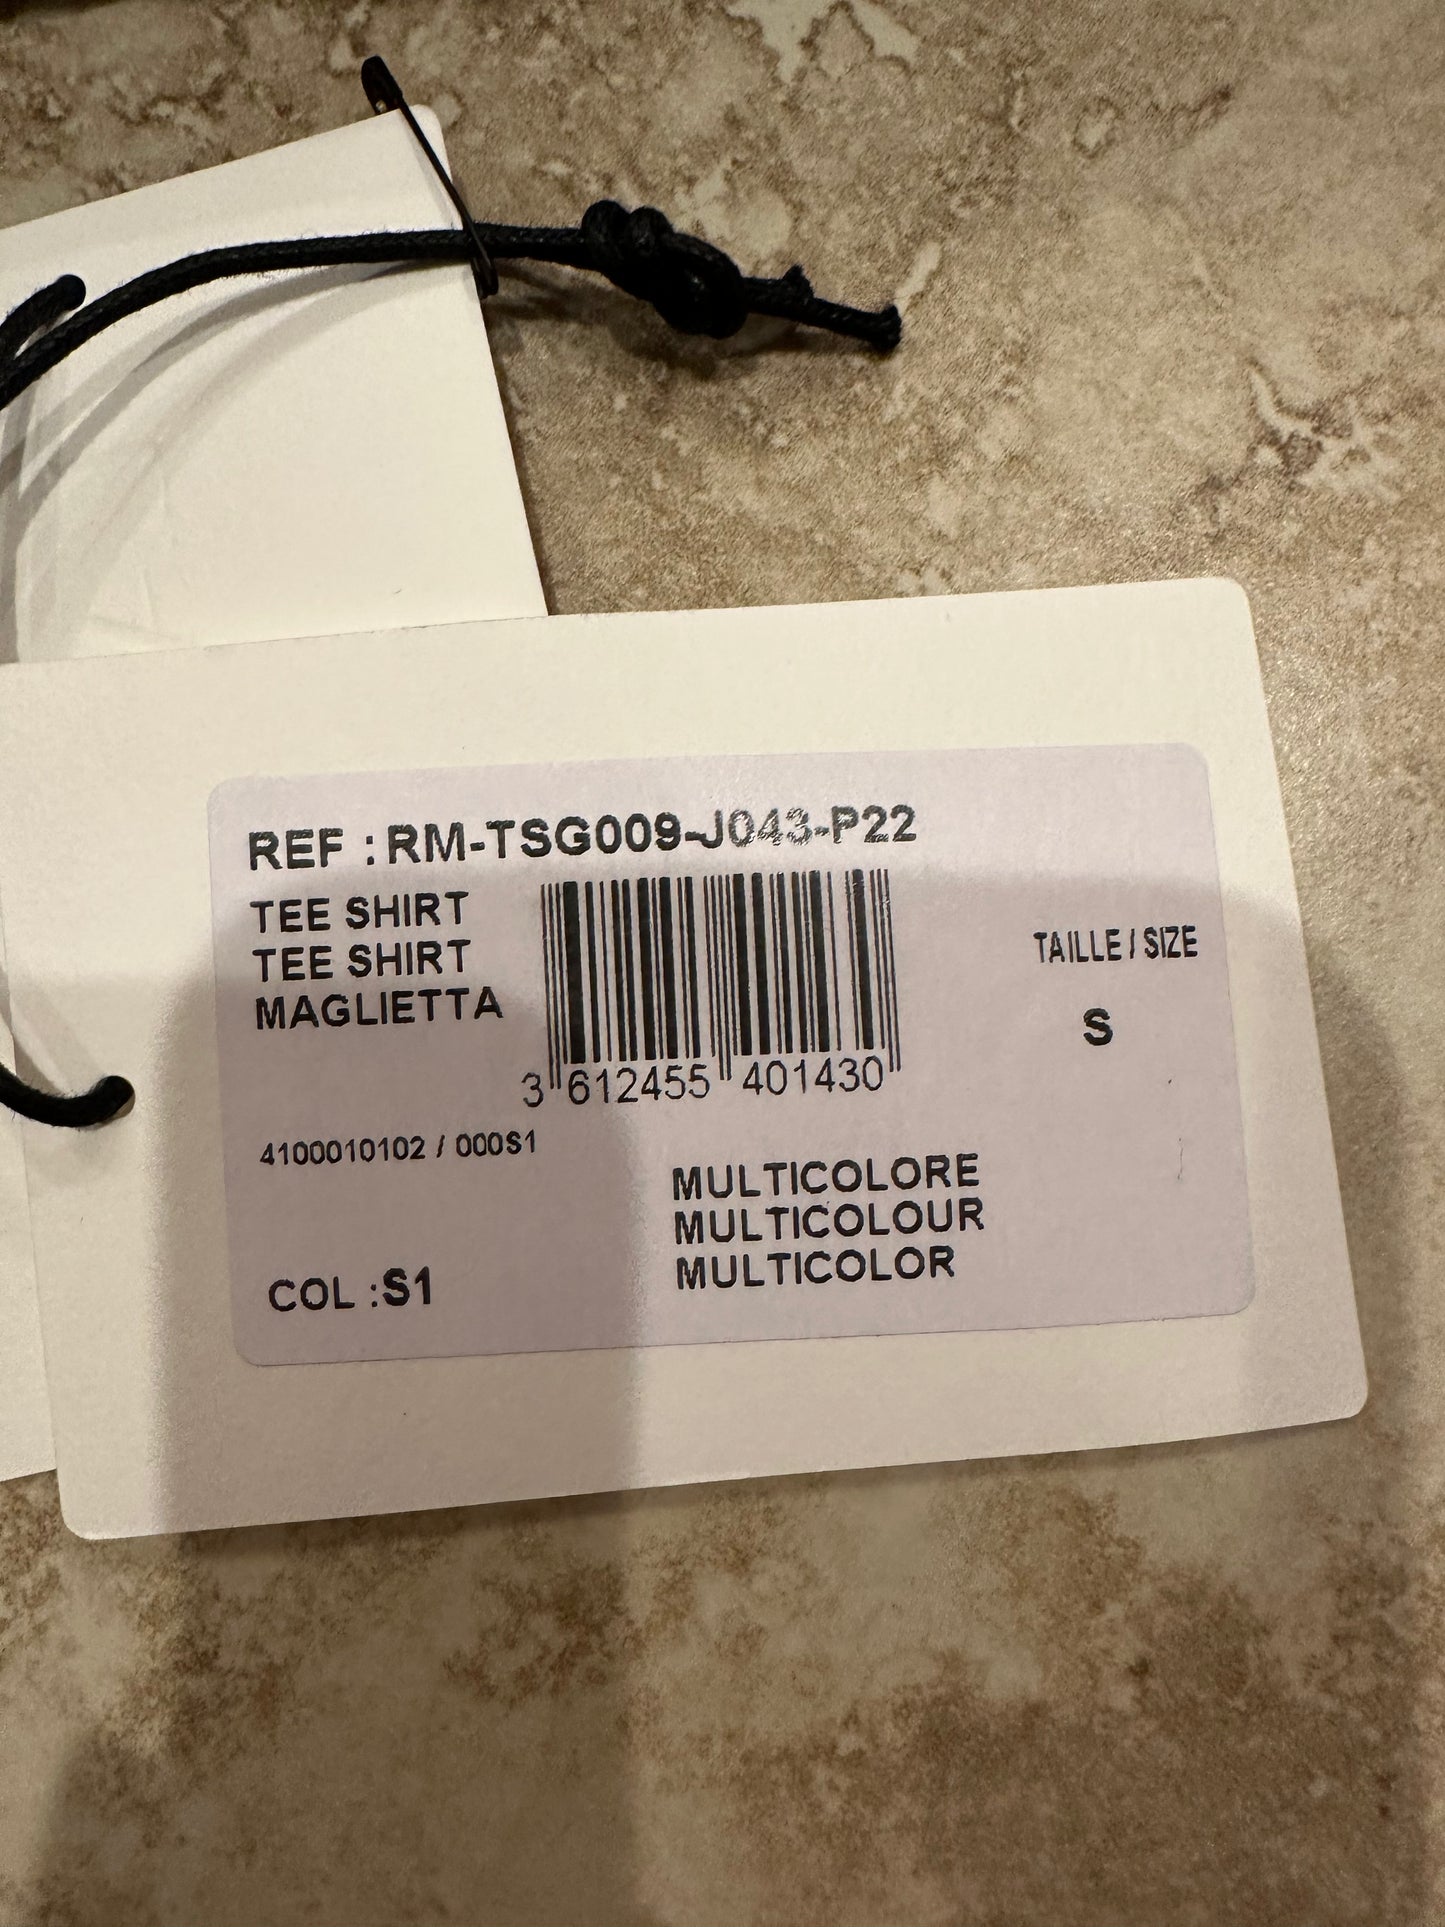 REF : RM-TSG009-J043-P22
TEE SHIRT
TEE SHIRT
MAGLIETTA
TAILLE / SIZE
S
3 612455 401430
4100010102 / 000S1
MULTICOLORE
MULTICOLOUR
MULTICOLOR
COL : S1